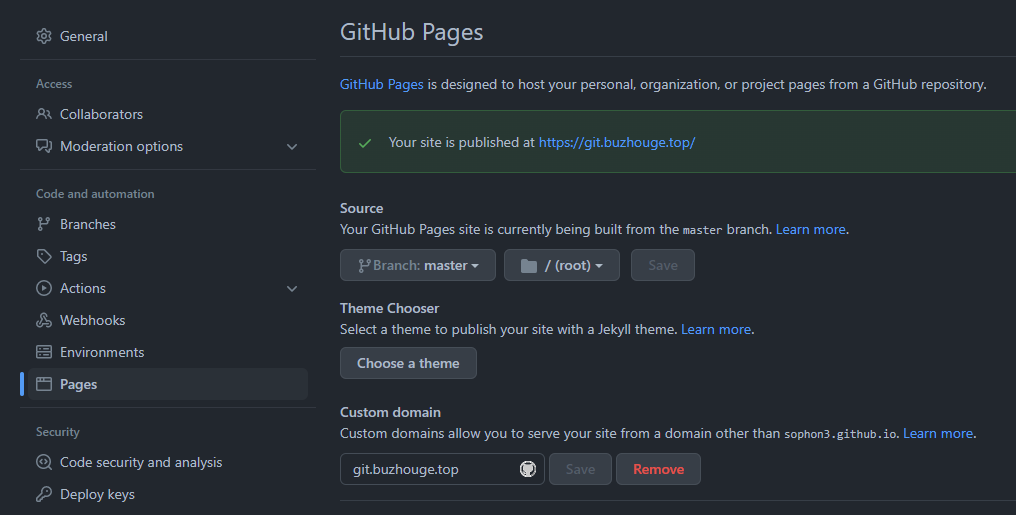 General
Access
Collaborators
Moderation options
Code and automation
Branches
Tags
Actions
Webhooks
Environments
Pages
Security
Code security and analysis
Deploy keys
GitHub Pages
GitHub Pages is designed to host your personal, organization, or project pages from a GitHub repository.
Your site is published at https://git.buzhouge.top/
Source
Your GitHub Pages site is currently being built from the master branch. Learn more.
Branch: master
/ (root)
Save
Theme Chooser
Select a theme to publish your site with a Jekyll theme. Learn more.
Choose a theme
Custom domain
Custom domains allow you to serve your site from a domain other than sophon3.github.io. Learn more.
git.buzhouge.top
Save
Remove